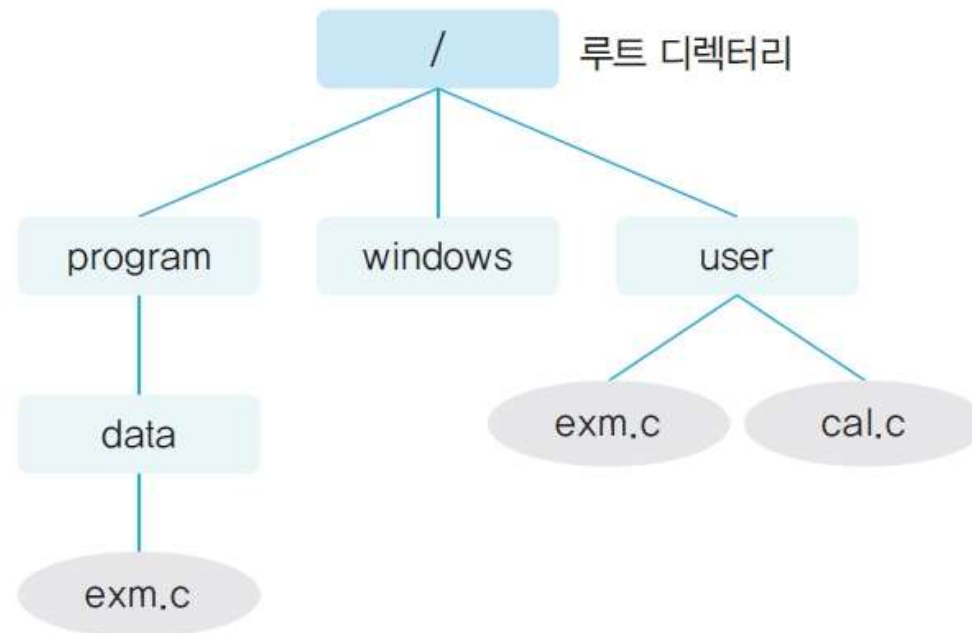 /
루트 디렉터리
program
windows
user
data
exm.c
cal.c
exm.c